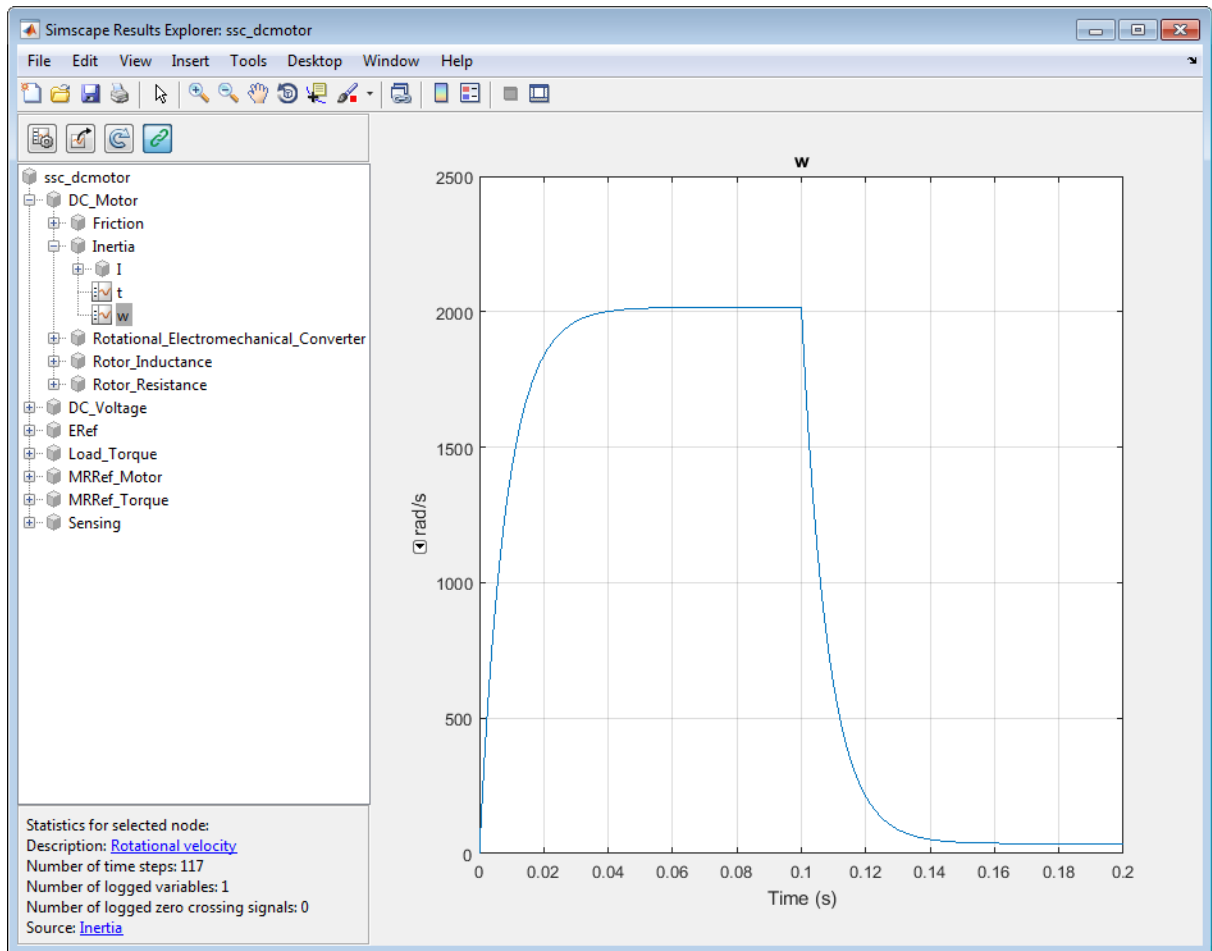 Simscape Results Explorer: ssc_dcmotor
File Edit View Insert Tools Desktop Window Help
ssc_dcmotor
DC_Motor
Friction
Inertia
I
t
w
Rotational_Electromechanical_Converter
Rotor_Inductance
Rotor_Resistance
DC_Voltage
ERef
Load_Torque
MRRef_Motor
MRRef_Torque
Sensing
Statistics for selected node:
Description: Rotational velocity
Number of time steps: 117
Number of logged variables: 1
Number of logged zero crossing signals: 0
Source: Inertia
w
2500
2000
1500
1000
500
0
rad/s
0 0.02 0.04 0.06 0.08 0.1 0.12 0.14 0.16 0.18 0.2
Time (s)